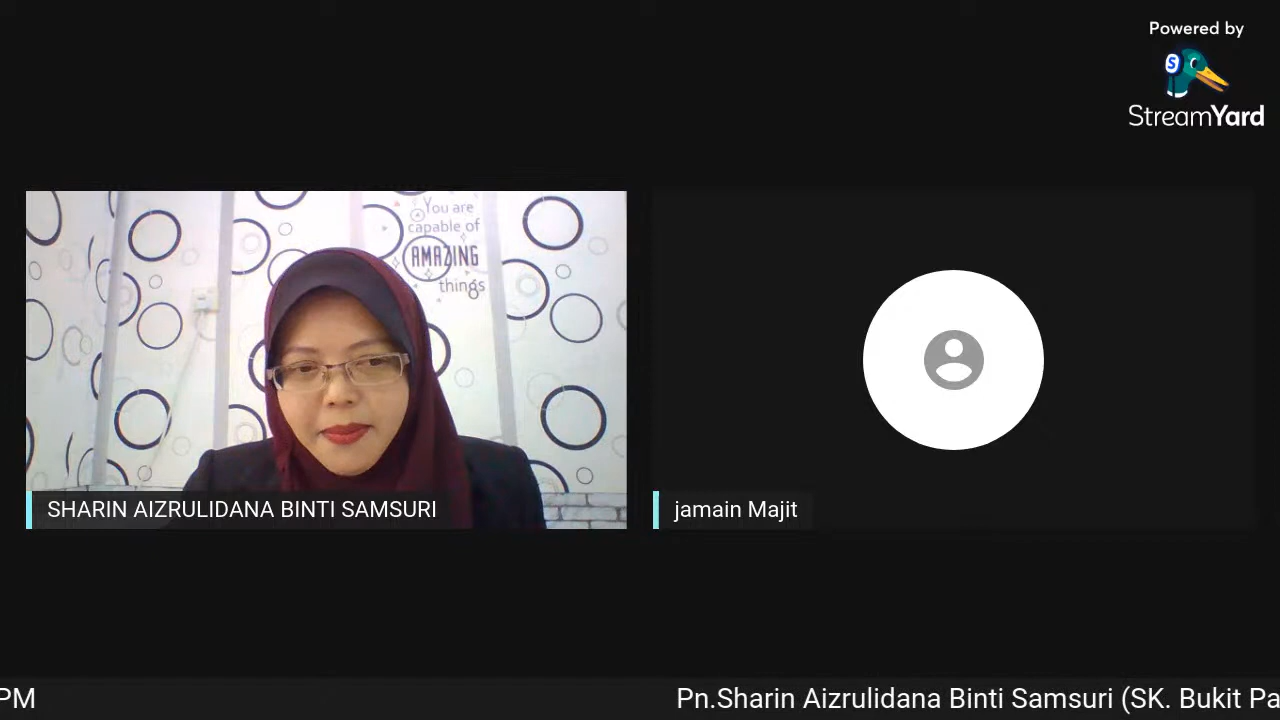 Powered by
S
StreamYard
You are
capable of
AMAZING
things
SHARIN AIZRULIDANA BINTI SAMSURI
jamain Majit
PM
Pn.Sharin Aizrulidana Binti Samsuri (SK. Bukit Pa